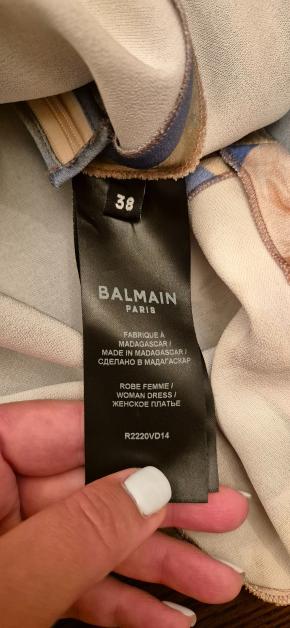 38
BALMAIN
PARIS
FABRIQUÉ À
MADAGASCAR /
MADE IN MADAGASCAR /
СДЕЛАНО В МАДАГАСКАР
ROBE FEMME /
WOMAN DRESS /
ЖЕНСКОЕ ПЛАТЬЕ
R2220VD14